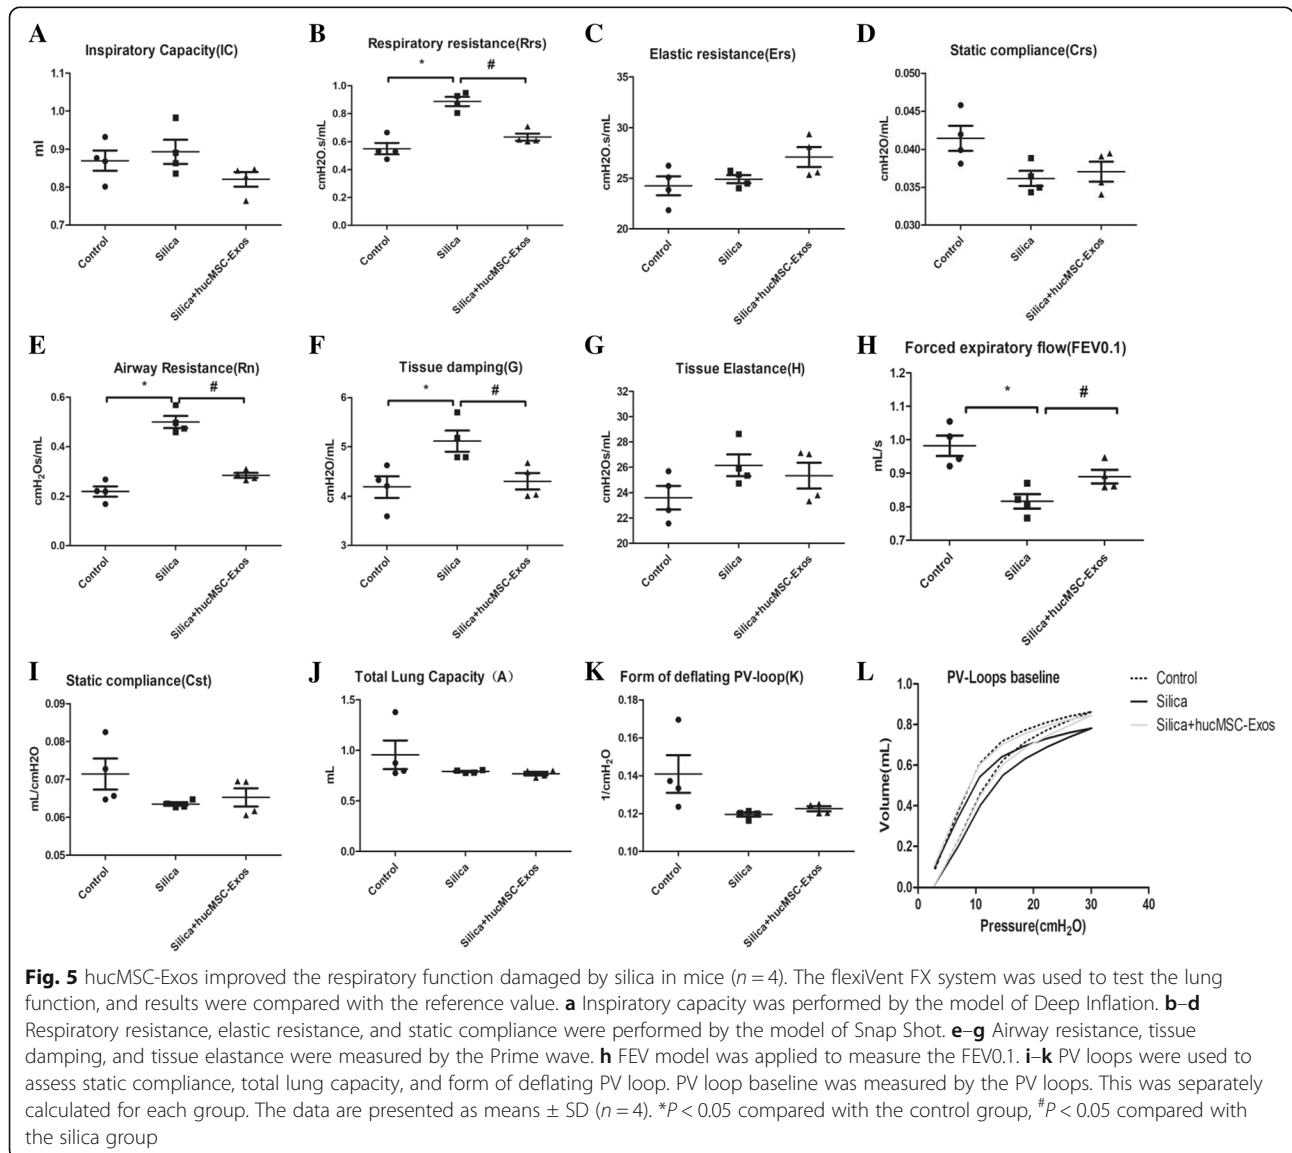 A
Inspiratory Capacity(IC)
ml
1.1
1.0
0.9
0.8
0.7
Control
Silica
Silica+hucMSC-Exos
B
Respiratory resistance(Rrs)
* #
cmH2O.s/mL
1.0
0.8
0.6
0.4
0.2
0.0
Control
Silica
Silica+hucMSC-Exos
C
Elastic resistance(Ers)
cmH2O.s/mL
35
30
25
20
Control
Silica
Silica+hucMSC-Exos
D
Static compliance(Crs)
cmH2O/mL
0.050
0.045
0.040
0.035
0.030
Control
Silica
Silica+hucMSC-Exos
E
Airway Resistance(Rn)
* #
cmH₂Os/mL
0.6
0.4
0.2
0.0
Control
Silica
Silica+hucMSC-Exos
F
Tissue damping(G)
* #
cmH2O/mL
6
5
4
3
Control
Silica
Silica+hucMSC-Exos
G
Tissue Elastance(H)
cmH2Os/mL
32
30
28
26
24
22
20
Control
Silica
Silica+hucMSC-Exos
H
Forced expiratory flow(FEV0.1)
* #
mL/s
1.2
1.1
1.0
0.9
0.8
0.7
Control
Silica
Silica+hucMSC-Exos
I
Static compliance(Cst)
mL/cmH2O
0.09
0.08
0.07
0.06
0.05
Control
Silica
Silica+hucMSC-Exos
J
Total Lung Capacity（A）
mL
1.5
1.0
0.5
0.0
Control
Silica
Silica+hucMSC-Exos
K
Form of deflating PV-loop(K)
1/cmH₂O
0.18
0.16
0.14
0.12
0.10
Control
Silica
Silica+hucMSC-Exos
L
PV-Loops baseline
Control
Silica
Silica+hucMSC-Exos
Volume(mL)
1.0
0.8
0.6
0.4
0.2
0.0
0 10 20 30 40
Pressure(cmH₂O)
Fig. 5 hucMSC-Exos improved the respiratory function damaged by silica in mice (n = 4). The flexiVent FX system was used to test the lung
function, and results were compared with the reference value. a Inspiratory capacity was performed by the model of Deep Inflation. b–d
Respiratory resistance, elastic resistance, and static compliance were performed by the model of Snap Shot. e–g Airway resistance, tissue
damping, and tissue elastance were measured by the Prime wave. h FEV model was applied to measure the FEV0.1. i–k PV loops were used to
assess static compliance, total lung capacity, and form of deflating PV loop. PV loop baseline was measured by the PV loops. This was separately
calculated for each group. The data are presented as means ± SD (n = 4). *P < 0.05 compared with the control group, #P < 0.05 compared with
the silica group